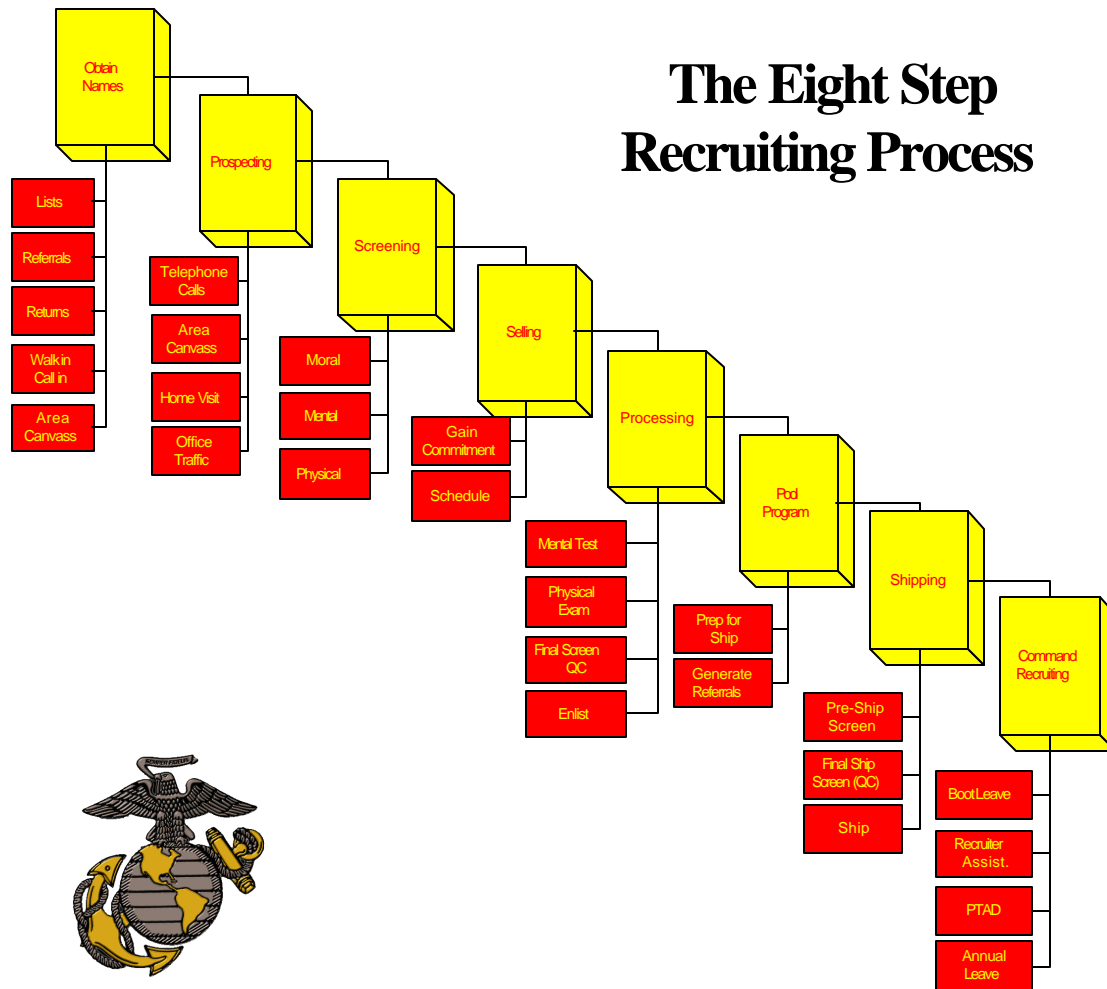 The Eight Step
Recruiting Process
Obtain
Names
Lists
Referrals
Returns
Walk in
Call in
Area
Canvass
Prospecting
Telephone
Calls
Area
Canvass
Home Visit
Office
Traffic
Screening
Moral
Mental
Physical
Selling
Gain
Commitment
Schedule
Processing
Mental Test
Physical
Exam
Final Screen
QC
Enlist
Pool
Program
Prep for
Ship
Generate
Referrals
Shipping
Pre-Ship
Screen
Final Ship
Screen (QC)
Ship
Command
Recruiting
Boot Leave
Recruiter
Assist.
PTAD
Annual
Leave
SEMPER FIDELIS